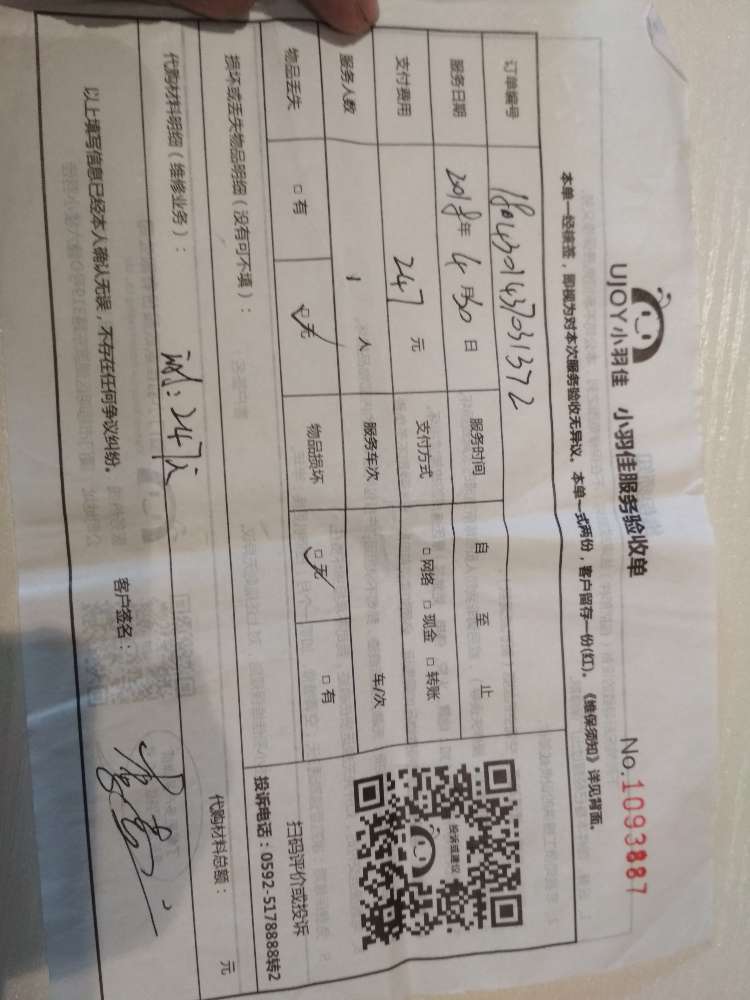 UJOY小羽佳 小羽佳服务验收单
No.1093887
本单一经接签，即视为对本次服务验收无异议。本单一式两份，客户留存一份(红)。《维保须知》详见背面。
订单编号
服务日期 2018年4月30日 服务时间 自 至 止
支付费用 247元 支付方式 □网络 □现金 □转账
服务人数 1人 服务车次 车/次
物品丢失 □有 □无 物品损坏 □无 □有
投诉或建议
扫码评价或投诉
投诉电话：0592-5178888转2
损坏或丢失物品明细（没有可不填）：
代购材料明细（维修业务）：
247元
代购材料总额： 元
以上填写信息已经本人确认无误，不存在任何争议纠纷。 客户签名：